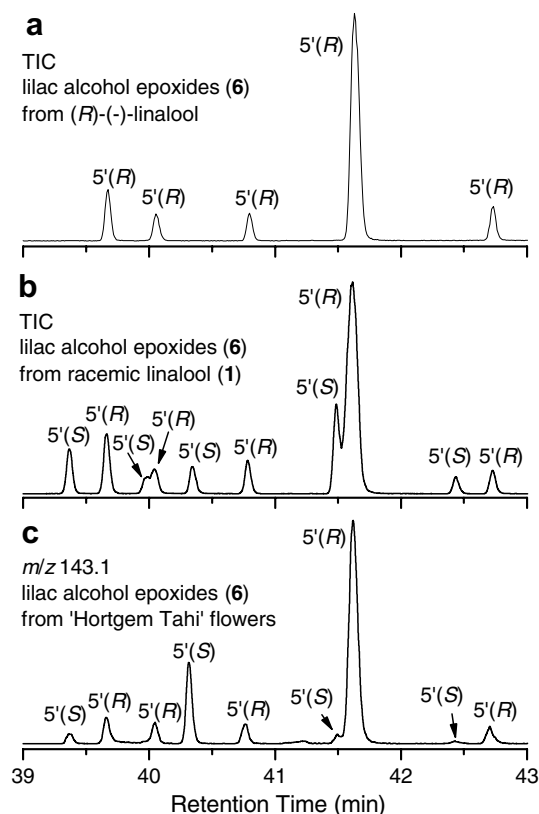 a
TIC
lilac alcohol epoxides (6)
from (R)-(-)-linalool
5'(R)
5'(R)
5'(R)
5'(R)
5'(R)
b
TIC
lilac alcohol epoxides (6)
from racemic linalool (1)
5'(S)
5'(R)
5'(S)
5'(R)
5'(S)
5'(R)
5'(S)
5'(R)
5'(S)
5'(R)
c
m/z 143.1
lilac alcohol epoxides (6)
from 'Hortgem Tahi' flowers
5'(S)
5'(R)
5'(R)
5'(S)
5'(R)
5'(S)
5'(R)
5'(S)
5'(R)
39 40 41 42 43
Retention Time (min)